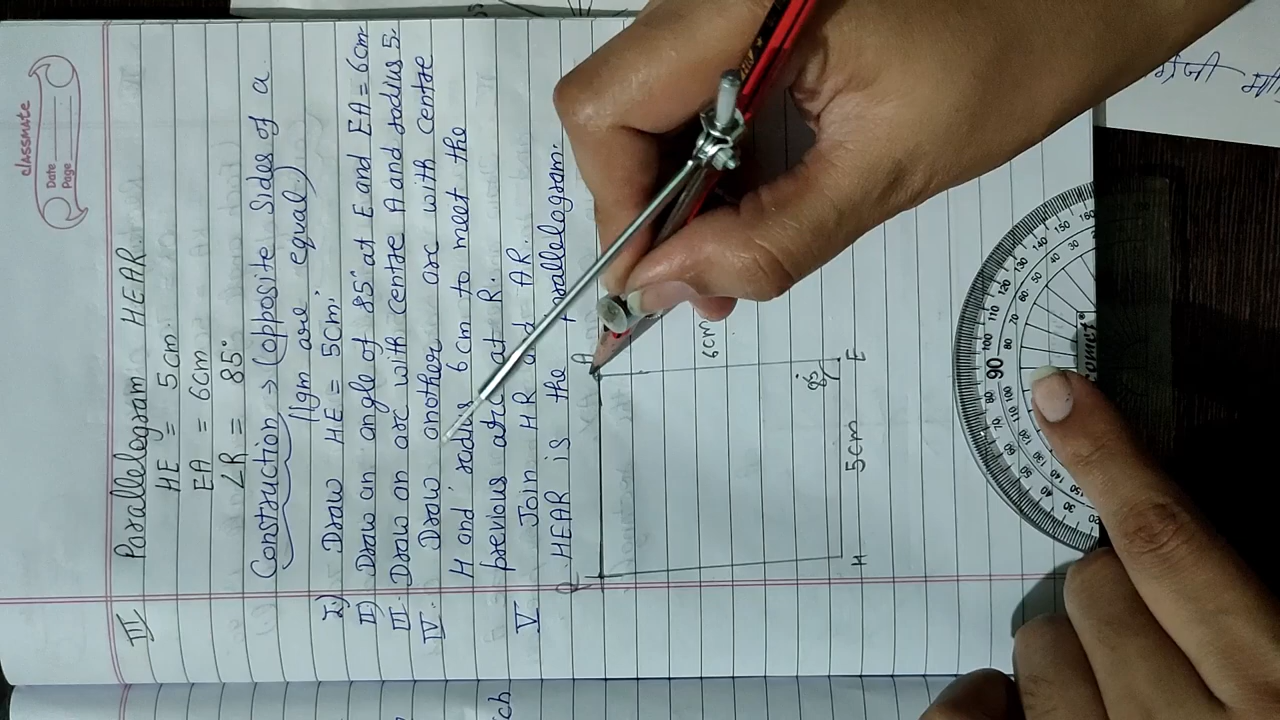 classmate
Date
Page
III Parallelegram HEAR.
HE = 5cm.
EA = 6cm
∠R = 85°
Construction → (opposite sides of a
llgm are equal)
I) Draw HE = 5cm.
II) Draw an angle of 85° at E and EA = 6cm
III. Draw an arc with centre A and radius 5
IV. Draw another arc with centre
H and radius 6cm to meet the
previous arc at R.
V Join HR and AR.
HEAR is the parallelogram.
R
A
6cm
85°
H
5cm
E
90